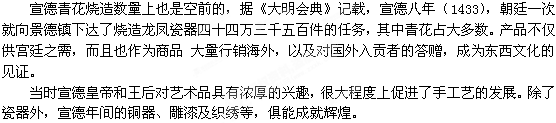 宣德青花烧造数量上也是空前的，据《大明会典》记载，宣德八年（1433），朝廷一次
就向景德镇下达了烧造龙凤瓷器四十四万三千五百件的任务，其中青花占大多数。产品不仅
供宫廷之需，而且也作为商品 大量行销海外，以及对国外入贡者的答赠，成为东西文化的
见证。
当时宣德皇帝和王后对艺术品具有浓厚的兴趣，很大程度上促进了手工艺的发展。除了
瓷器外，宣德年间的铜器、雕漆及织绣等，俱能成就辉煌。